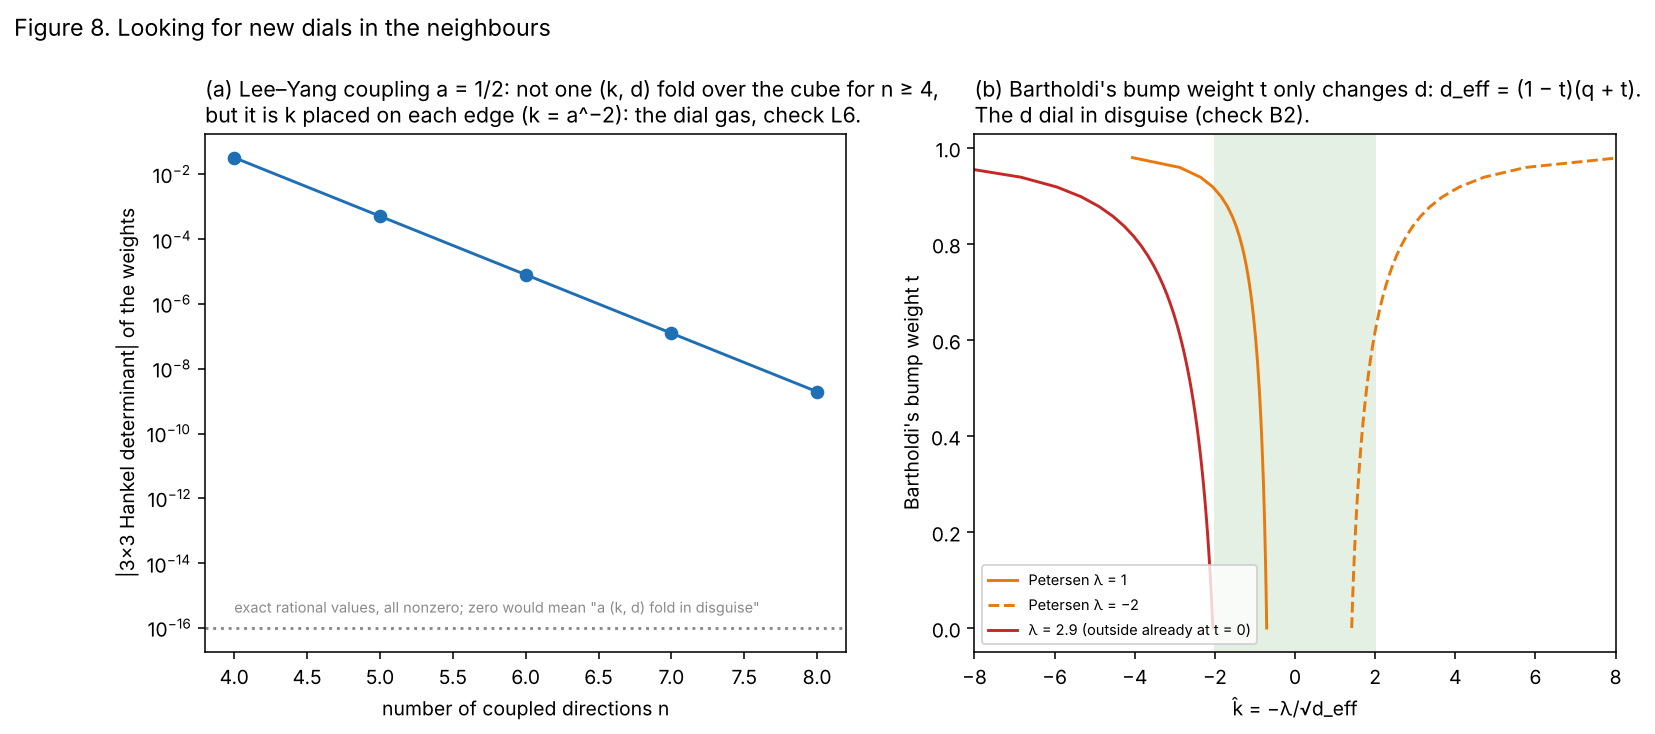 Figure 8. Looking for new dials in the neighbours
(a) Lee–Yang coupling a = 1/2: not one (k, d) fold over the cube for n ≥ 4,
but it is k placed on each edge (k = a^−2): the dial gas, check L6.
|3×3 Hankel determinant| of the weights
10⁻²
10⁻⁴
10⁻⁶
10⁻⁸
10⁻¹⁰
10⁻¹²
10⁻¹⁴
10⁻¹⁶
exact rational values, all nonzero; zero would mean "a (k, d) fold in disguise"
4.0 4.5 5.0 5.5 6.0 6.5 7.0 7.5 8.0
number of coupled directions n
(b) Bartholdi's bump weight t only changes d: d_eff = (1 − t)(q + t).
The d dial in disguise (check B2).
Bartholdi's bump weight t
1.0
0.8
0.6
0.4
0.2
0.0
Petersen λ = 1
Petersen λ = −2
λ = 2.9 (outside already at t = 0)
−8 −6 −4 −2 0 2 4 6 8
k̂ = −λ/√d_eff